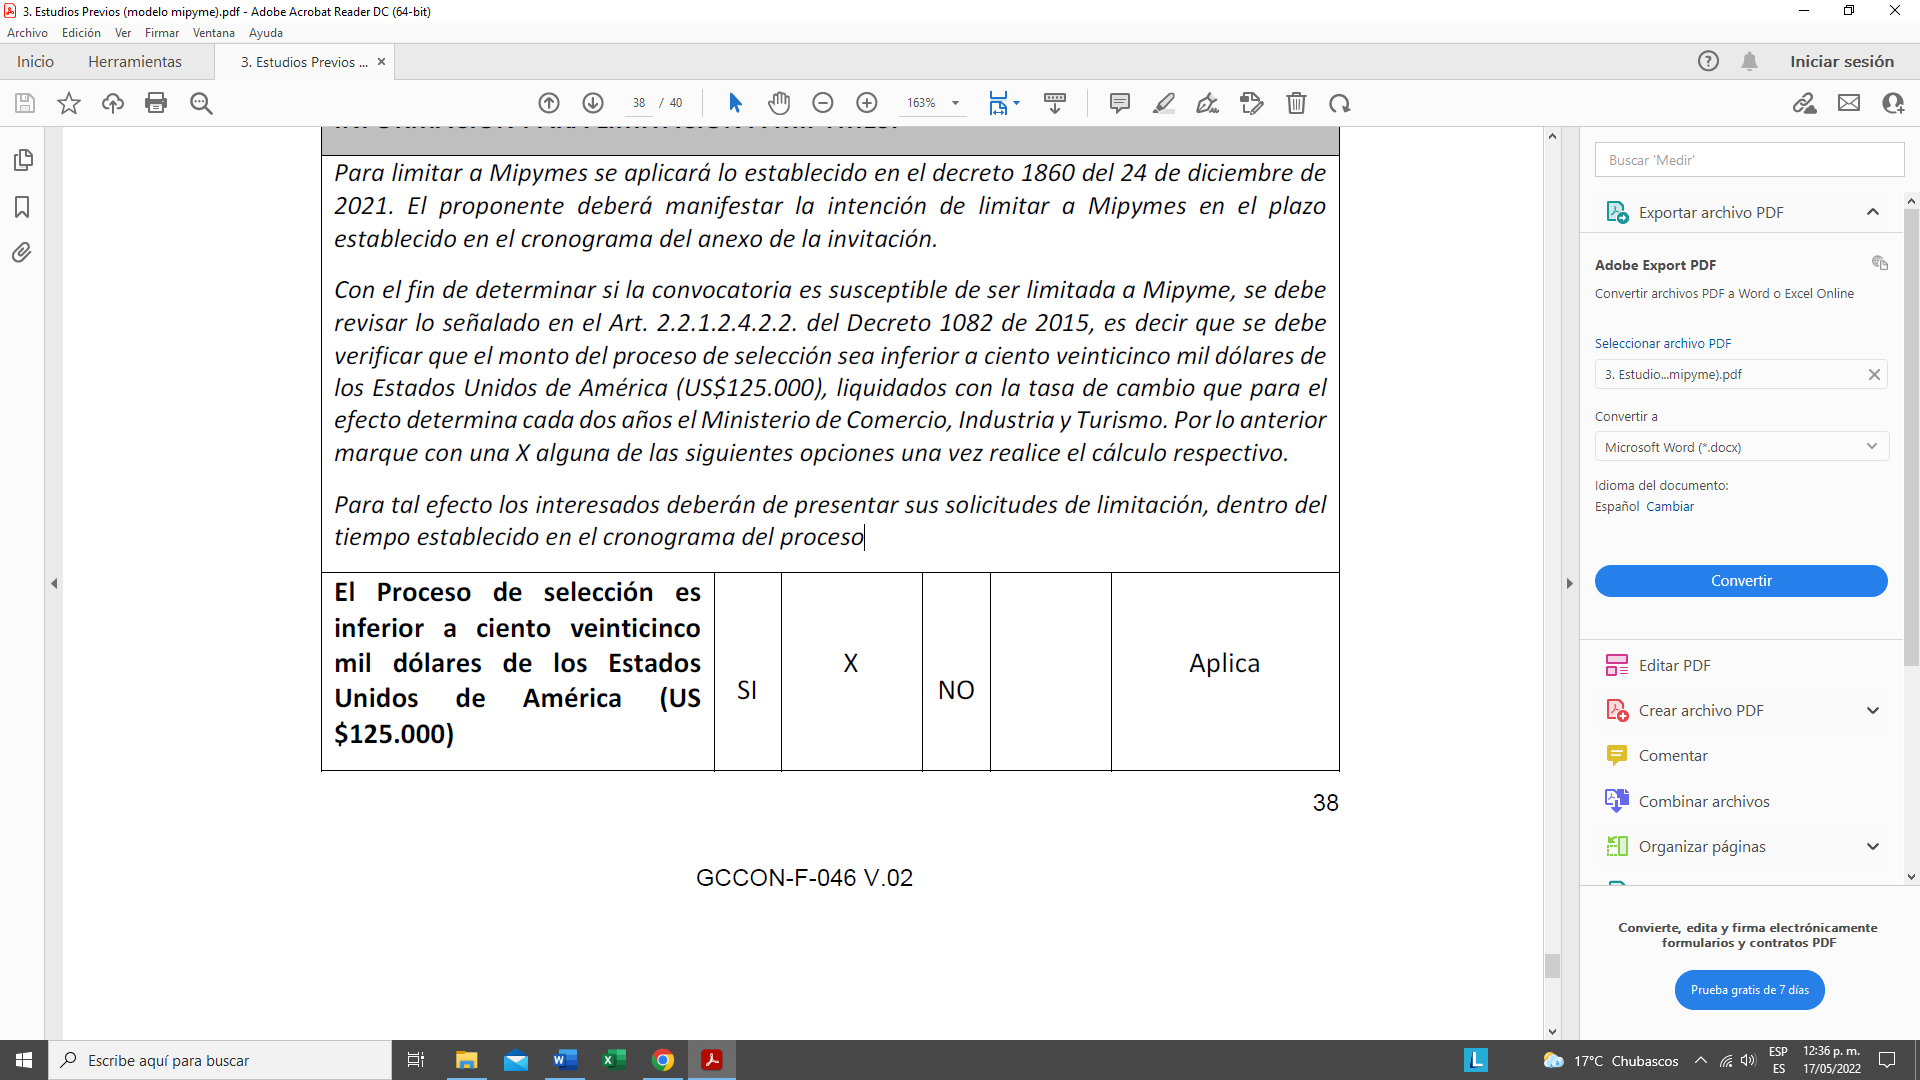 3. Estudios Previos (modelo mipyme).pdf - Adobe Acrobat Reader DC (64-bit)
Archivo Edición Ver Firmar Ventana Ayuda
Inicio Herramientas 3. Estudios Previos ... Iniciar sesión
38 / 40 163%
Para limitar a Mipymes se aplicará lo establecido en el decreto 1860 del 24 de diciembre de
2021. El proponente deberá manifestar la intención de limitar a Mipymes en el plazo
establecido en el cronograma del anexo de la invitación.
Con el fin de determinar si la convocatoria es susceptible de ser limitada a Mipyme, se debe
revisar lo señalado en el Art. 2.2.1.2.4.2.2. del Decreto 1082 de 2015, es decir que se debe
verificar que el monto del proceso de selección sea inferior a ciento veinticinco mil dólares de
los Estados Unidos de América (US$125.000), liquidados con la tasa de cambio que para el
efecto determina cada dos años el Ministerio de Comercio, Industria y Turismo. Por lo anterior
marque con una X alguna de las siguientes opciones una vez realice el cálculo respectivo.
Para tal efecto los interesados deberán de presentar sus solicitudes de limitación, dentro del
tiempo establecido en el cronograma del proceso
El Proceso de selección es
inferior a ciento veinticinco
mil dólares de los Estados
Unidos de América (US
$125.000)
SI
X
NO
Aplica
38
GCCON-F-046 V.02
Buscar 'Medir'
Exportar archivo PDF
Adobe Export PDF
Convertir archivos PDF a Word o Excel Online
Seleccionar archivo PDF
3. Estudio...mipyme).pdf
Convertir a
Microsoft Word (*.docx)
Idioma del documento:
Español Cambiar
Convertir
Editar PDF
Crear archivo PDF
Comentar
Combinar archivos
Organizar páginas
Convierte, edita y firma electrónicamente
formularios y contratos PDF
Prueba gratis de 7 días
Escribe aquí para buscar
L
17°C Chubascos
ESP
ES
12:36 p. m.
17/05/2022